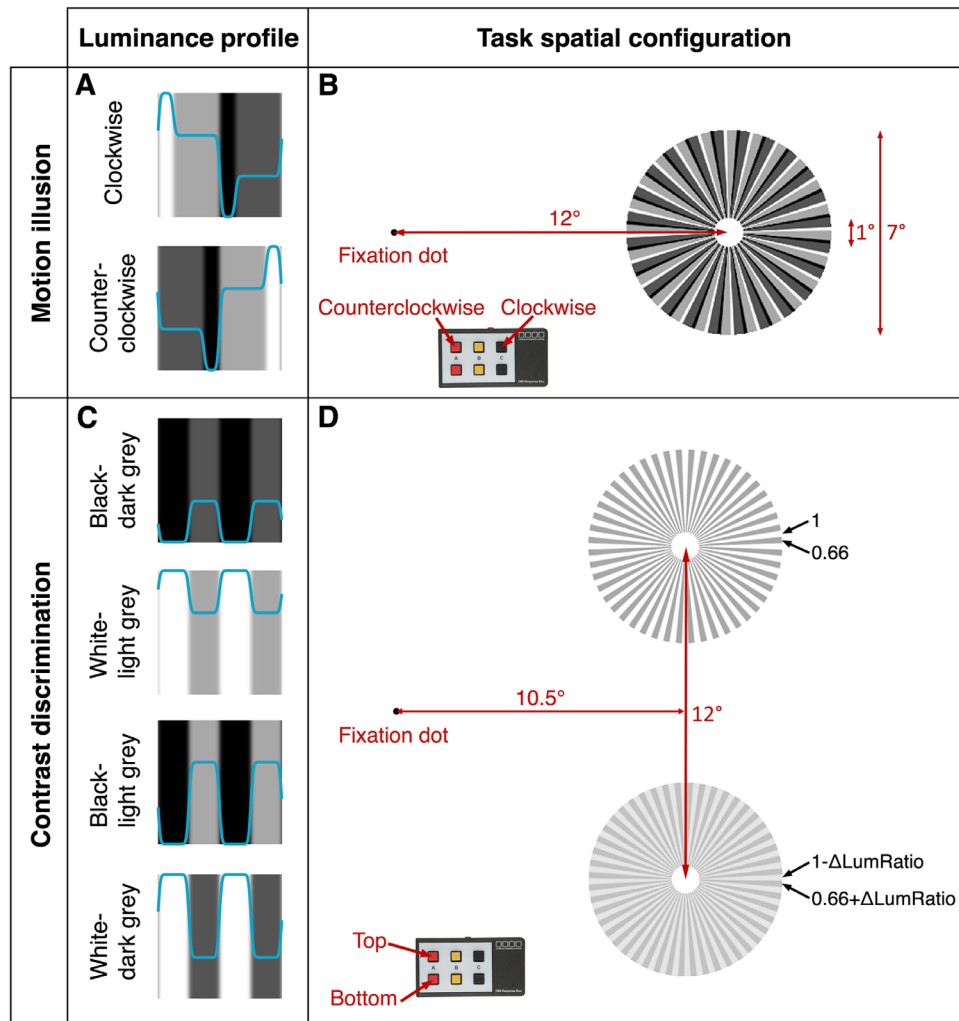 Luminance profile
Task spatial configuration
Motion illusion
A
Clockwise
Counter-
clockwise
B
12°
1°
7°
Fixation dot
Counterclockwise
Clockwise
A B C
Contrast discrimination
C
Black-
dark grey
White-
light grey
Black-
light grey
White-
dark grey
D
1
0.66
10.5°
12°
Fixation dot
1-ΔLumRatio
0.66+ΔLumRatio
Top
A B C
Bottom